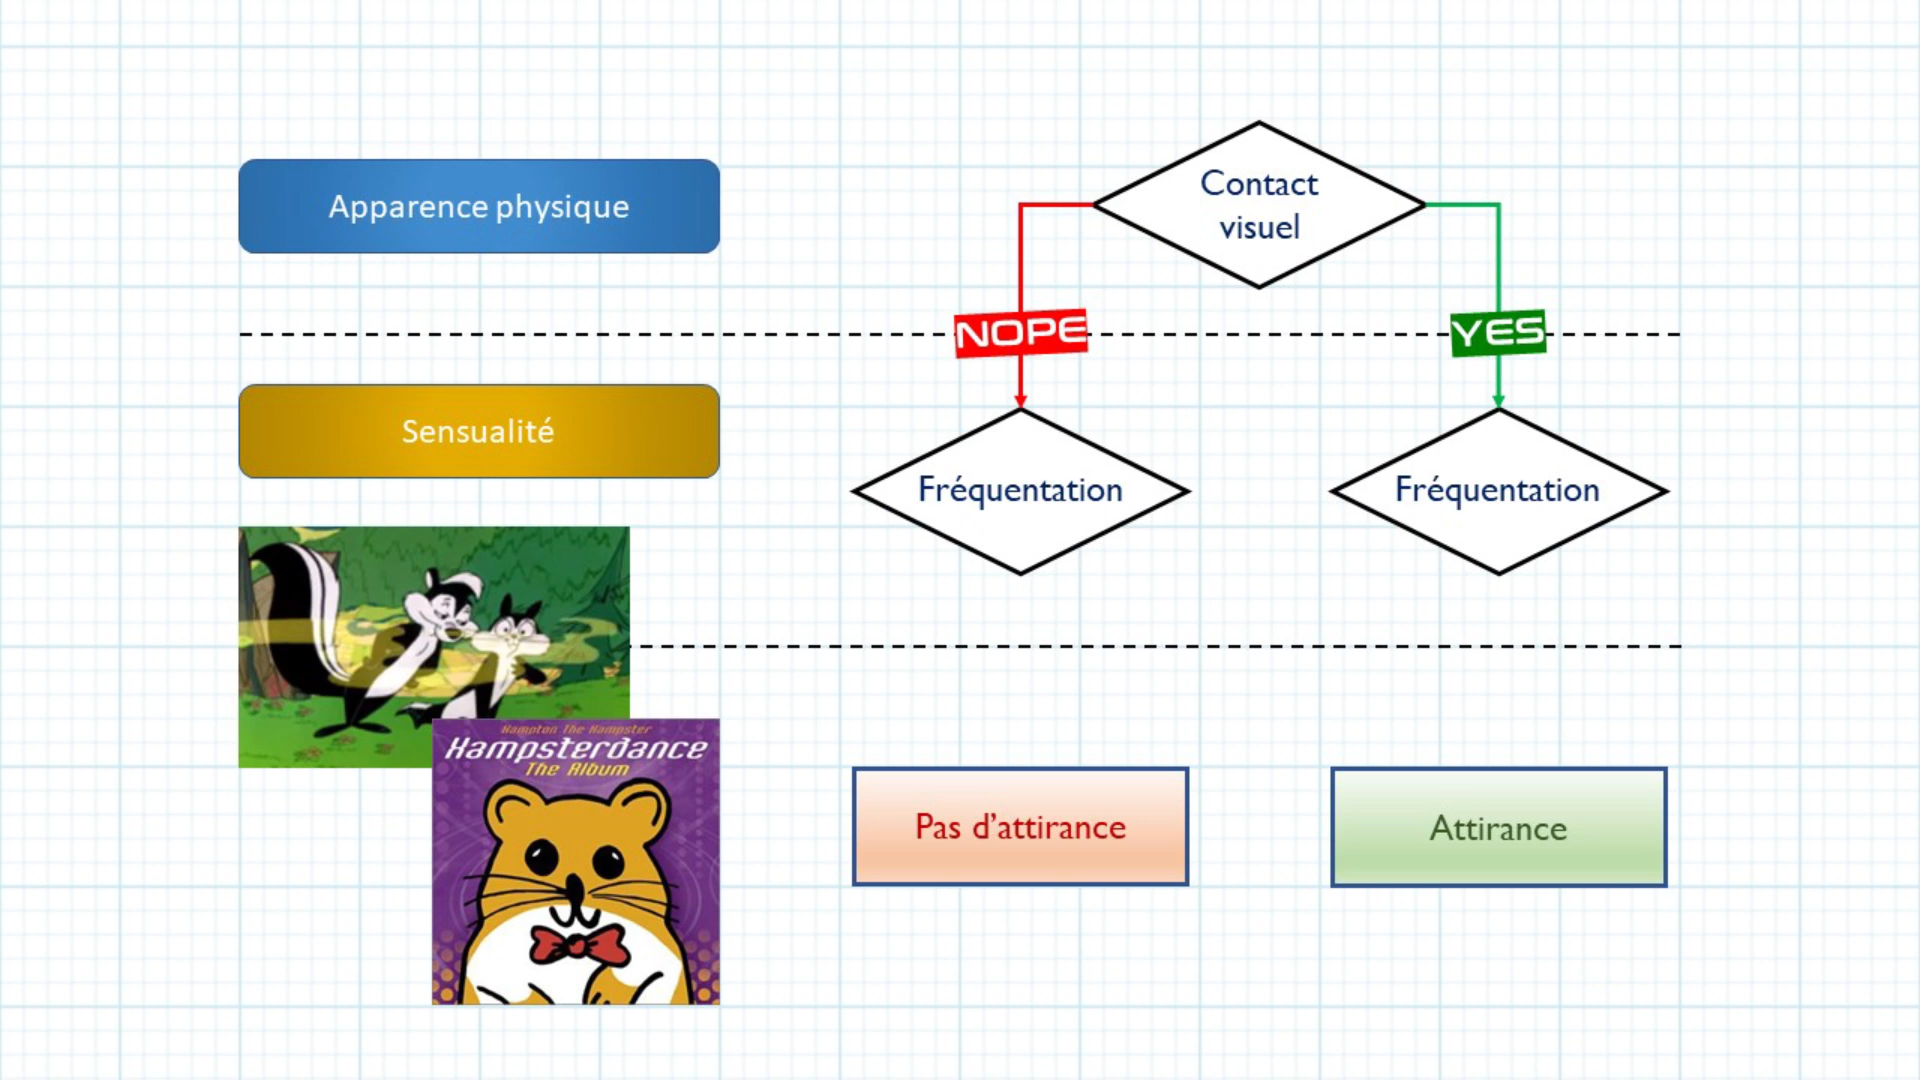 Apparence physique
Contact
visuel
NOPE
YES
Sensualité
Fréquentation
Fréquentation
Hampton The Hampster
Hampsterdance
The Album
Pas d’attirance
Attirance